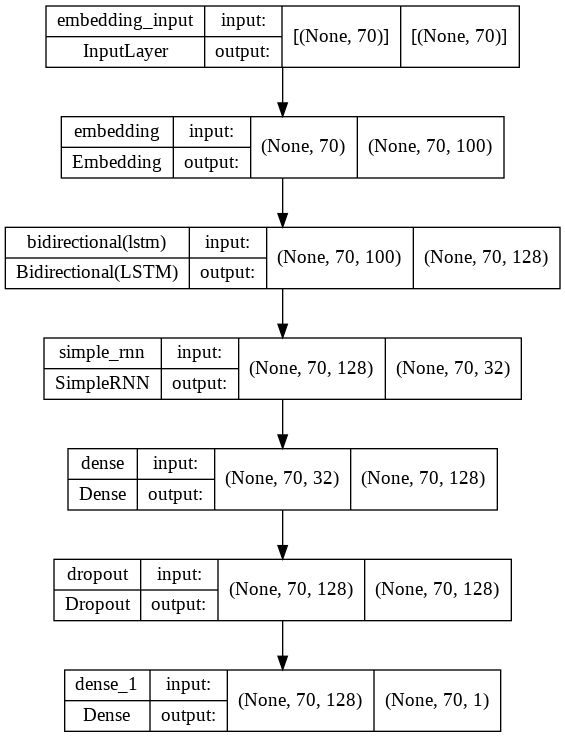 embedding_input input: [(None, 70)] [(None, 70)]
InputLayer output:
embedding input: (None, 70) (None, 70, 100)
Embedding output:
bidirectional(lstm) input: (None, 70, 100) (None, 70, 128)
Bidirectional(LSTM) output:
simple_rnn input: (None, 70, 128) (None, 70, 32)
SimpleRNN output:
dense input: (None, 70, 32) (None, 70, 128)
Dense output:
dropout input: (None, 70, 128) (None, 70, 128)
Dropout output:
dense_1 input: (None, 70, 128) (None, 70, 1)
Dense output: